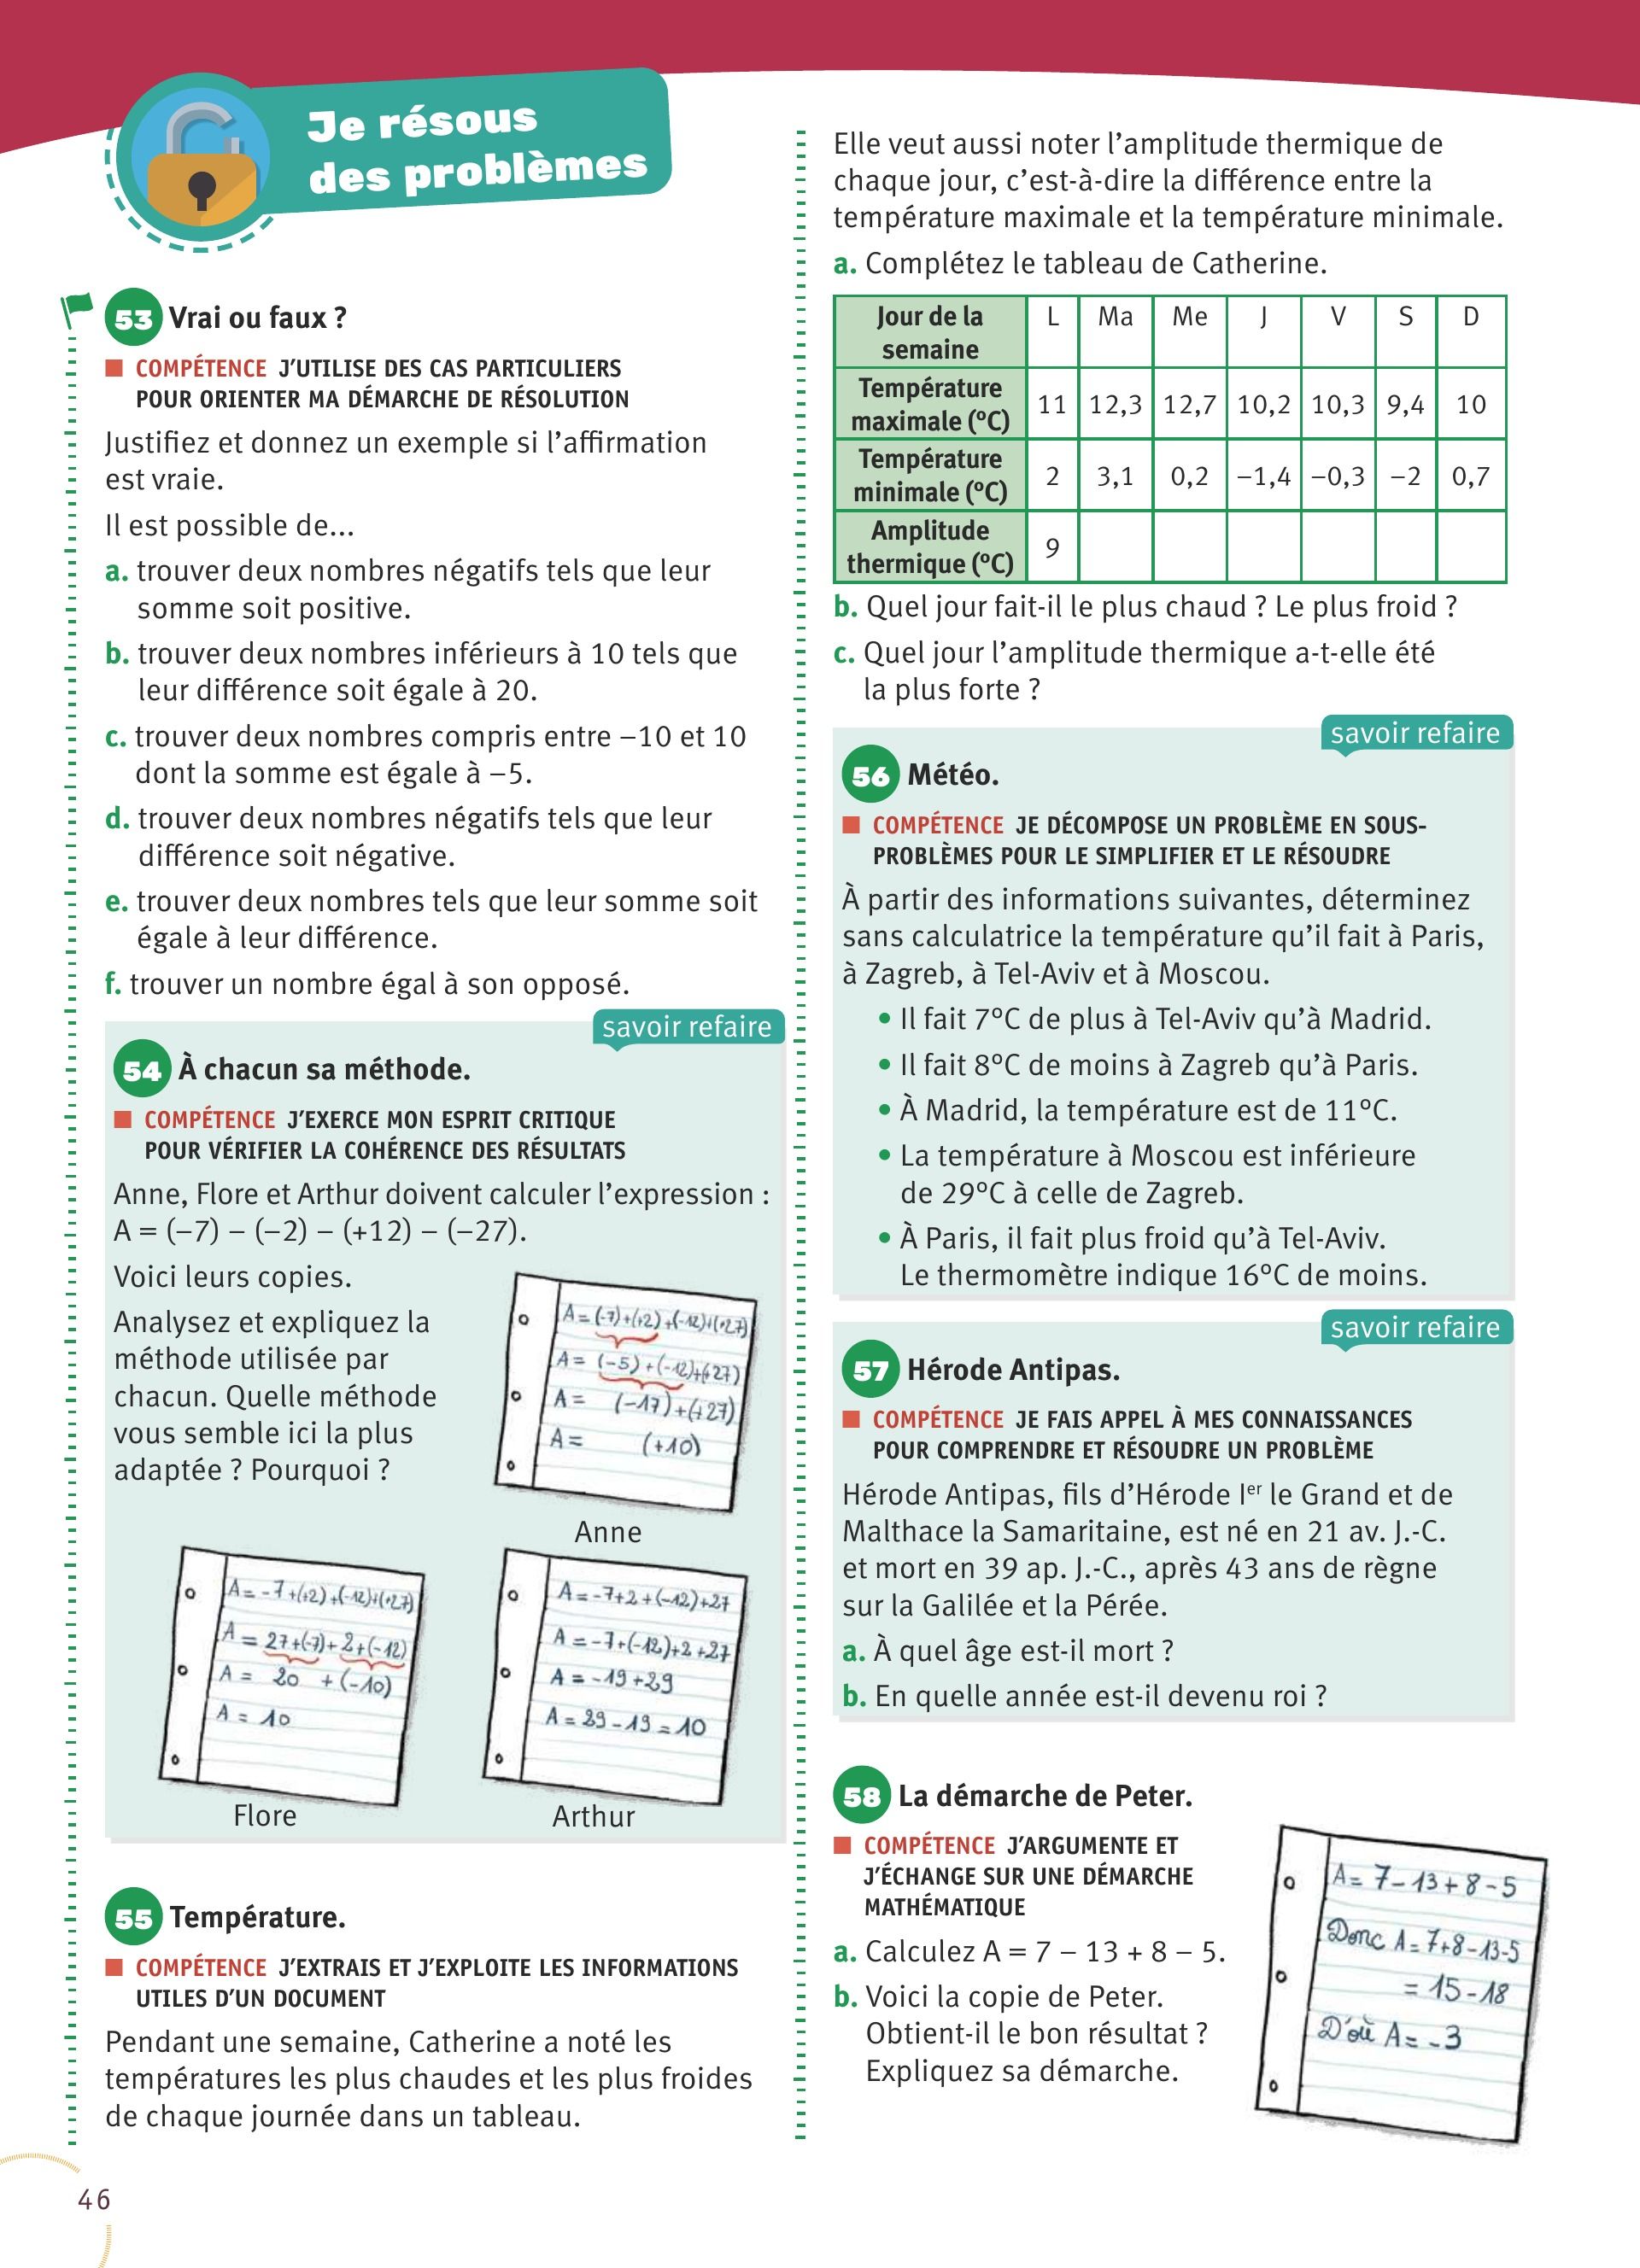 Je résous
des problèmes
53 Vrai ou faux ?
COMPÉTENCE J'UTILISE DES CAS PARTICULIERS
POUR ORIENTER MA DÉMARCHE DE RÉSOLUTION
Justifiez et donnez un exemple si l'affirmation
est vraie.
Il est possible de...
a. trouver deux nombres négatifs tels que leur
somme soit positive.
b. trouver deux nombres inférieurs à 10 tels que
leur différence soit égale à 20.
c. trouver deux nombres compris entre –10 et 10
dont la somme est égale à –5.
d. trouver deux nombres négatifs tels que leur
différence soit négative.
e. trouver deux nombres tels que leur somme soit
égale à leur différence.
f. trouver un nombre égal à son opposé.
savoir refaire
54 À chacun sa méthode.
COMPÉTENCE J'EXERCE MON ESPRIT CRITIQUE
POUR VÉRIFIER LA COHÉRENCE DES RÉSULTATS
Anne, Flore et Arthur doivent calculer l'expression :
A = (–7) – (–2) – (+12) – (–27).
Voici leurs copies.
Analysez et expliquez la
méthode utilisée par
chacun. Quelle méthode
vous semble ici la plus
adaptée ? Pourquoi ?
A = (-7)+(+2)+(-12)+(+27)
A = (-5)+(-12)+(+27)
A = (-17)+(+27)
A = (+10)
Anne
A = -7+(+2)+(-12)+(+27)
A = 27+(-7)+2+(-12)
A = 20 +(-10)
A = 10
Flore
A = -7+2+(-12)+27
A = -7+(-12)+2+27
A = -19+29
A = 29-19 = 10
Arthur
55 Température.
COMPÉTENCE J'EXTRAIS ET J'EXPLOITE LES INFORMATIONS
UTILES D'UN DOCUMENT
Pendant une semaine, Catherine a noté les
températures les plus chaudes et les plus froides
de chaque journée dans un tableau.
46
Elle veut aussi noter l'amplitude thermique de
chaque jour, c'est-à-dire la différence entre la
température maximale et la température minimale.
a. Complétez le tableau de Catherine.
Jour de la semaine L Ma Me J V S D
Température maximale (°C) 11 12,3 12,7 10,2 10,3 9,4 10
Température minimale (°C) 2 3,1 0,2 –1,4 –0,3 –2 0,7
Amplitude thermique (°C) 9
b. Quel jour fait-il le plus chaud ? Le plus froid ?
c. Quel jour l'amplitude thermique a-t-elle été
la plus forte ?
savoir refaire
56 Météo.
COMPÉTENCE JE DÉCOMPOSE UN PROBLÈME EN SOUS-
PROBLÈMES POUR LE SIMPLIFIER ET LE RÉSOUDRE
À partir des informations suivantes, déterminez
sans calculatrice la température qu'il fait à Paris,
à Zagreb, à Tel-Aviv et à Moscou.
• Il fait 7°C de plus à Tel-Aviv qu'à Madrid.
• Il fait 8°C de moins à Zagreb qu'à Paris.
• À Madrid, la température est de 11°C.
• La température à Moscou est inférieure
de 29°C à celle de Zagreb.
• À Paris, il fait plus froid qu'à Tel-Aviv.
Le thermomètre indique 16°C de moins.
savoir refaire
57 Hérode Antipas.
COMPÉTENCE JE FAIS APPEL À MES CONNAISSANCES
POUR COMPRENDRE ET RÉSOUDRE UN PROBLÈME
Hérode Antipas, fils d'Hérode Ier le Grand et de
Malthace la Samaritaine, est né en 21 av. J.-C.
et mort en 39 ap. J.-C., après 43 ans de règne
sur la Galilée et la Pérée.
a. À quel âge est-il mort ?
b. En quelle année est-il devenu roi ?
58 La démarche de Peter.
COMPÉTENCE J'ARGUMENTE ET
J'ÉCHANGE SUR UNE DÉMARCHE
MATHÉMATIQUE
a. Calculez A = 7 – 13 + 8 – 5.
b. Voici la copie de Peter.
Obtient-il le bon résultat ?
Expliquez sa démarche.
A = 7-13+8-5
Donc A = 7+8-13-5
= 15-18
D'où A = -3